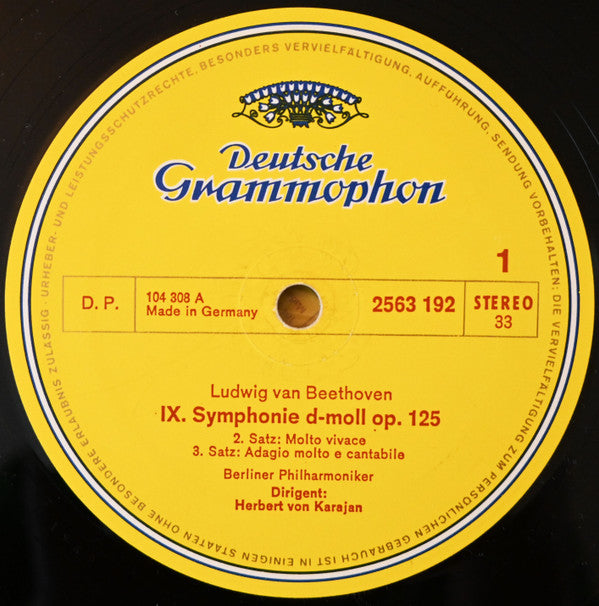 URHEBER- UND LEISTUNGSSCHUTZRECHTE, BESONDERS VERVIELFÄLTIGUNG, AUFFÜHRUNG, SENDUNG VORBEHALTEN; DIE VERVIELFÄLTIGUNG ZUM PERSÖNLICHEN GEBRAUCH IST IN EINIGEN STAATEN OHNE BESONDERE ERLAUBNIS ZULÄSSIG ·
Deutsche
Grammophon
1
D. P.
104 308 A
Made in Germany
2563 192
STEREO
33
Ludwig van Beethoven
IX. Symphonie d-moll op. 125
2. Satz: Molto vivace
3. Satz: Adagio molto e cantabile
Berliner Philharmoniker
Dirigent:
Herbert von Karajan